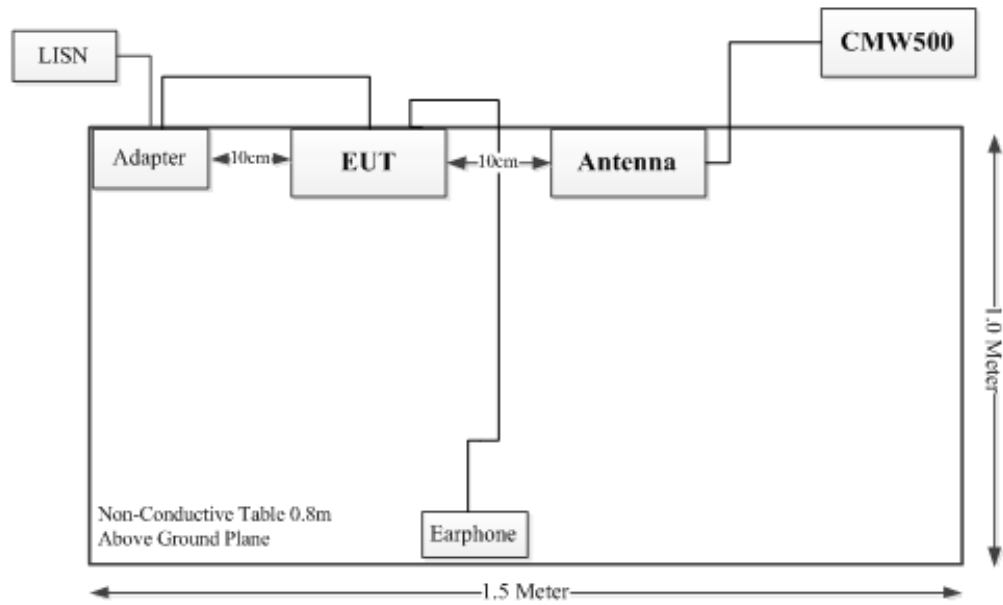 LISN
CMW500
Adapter
10cm
EUT
10cm
Antenna
1.0 Meter
Non-Conductive Table 0.8m
Above Ground Plane
Earphone
1.5 Meter